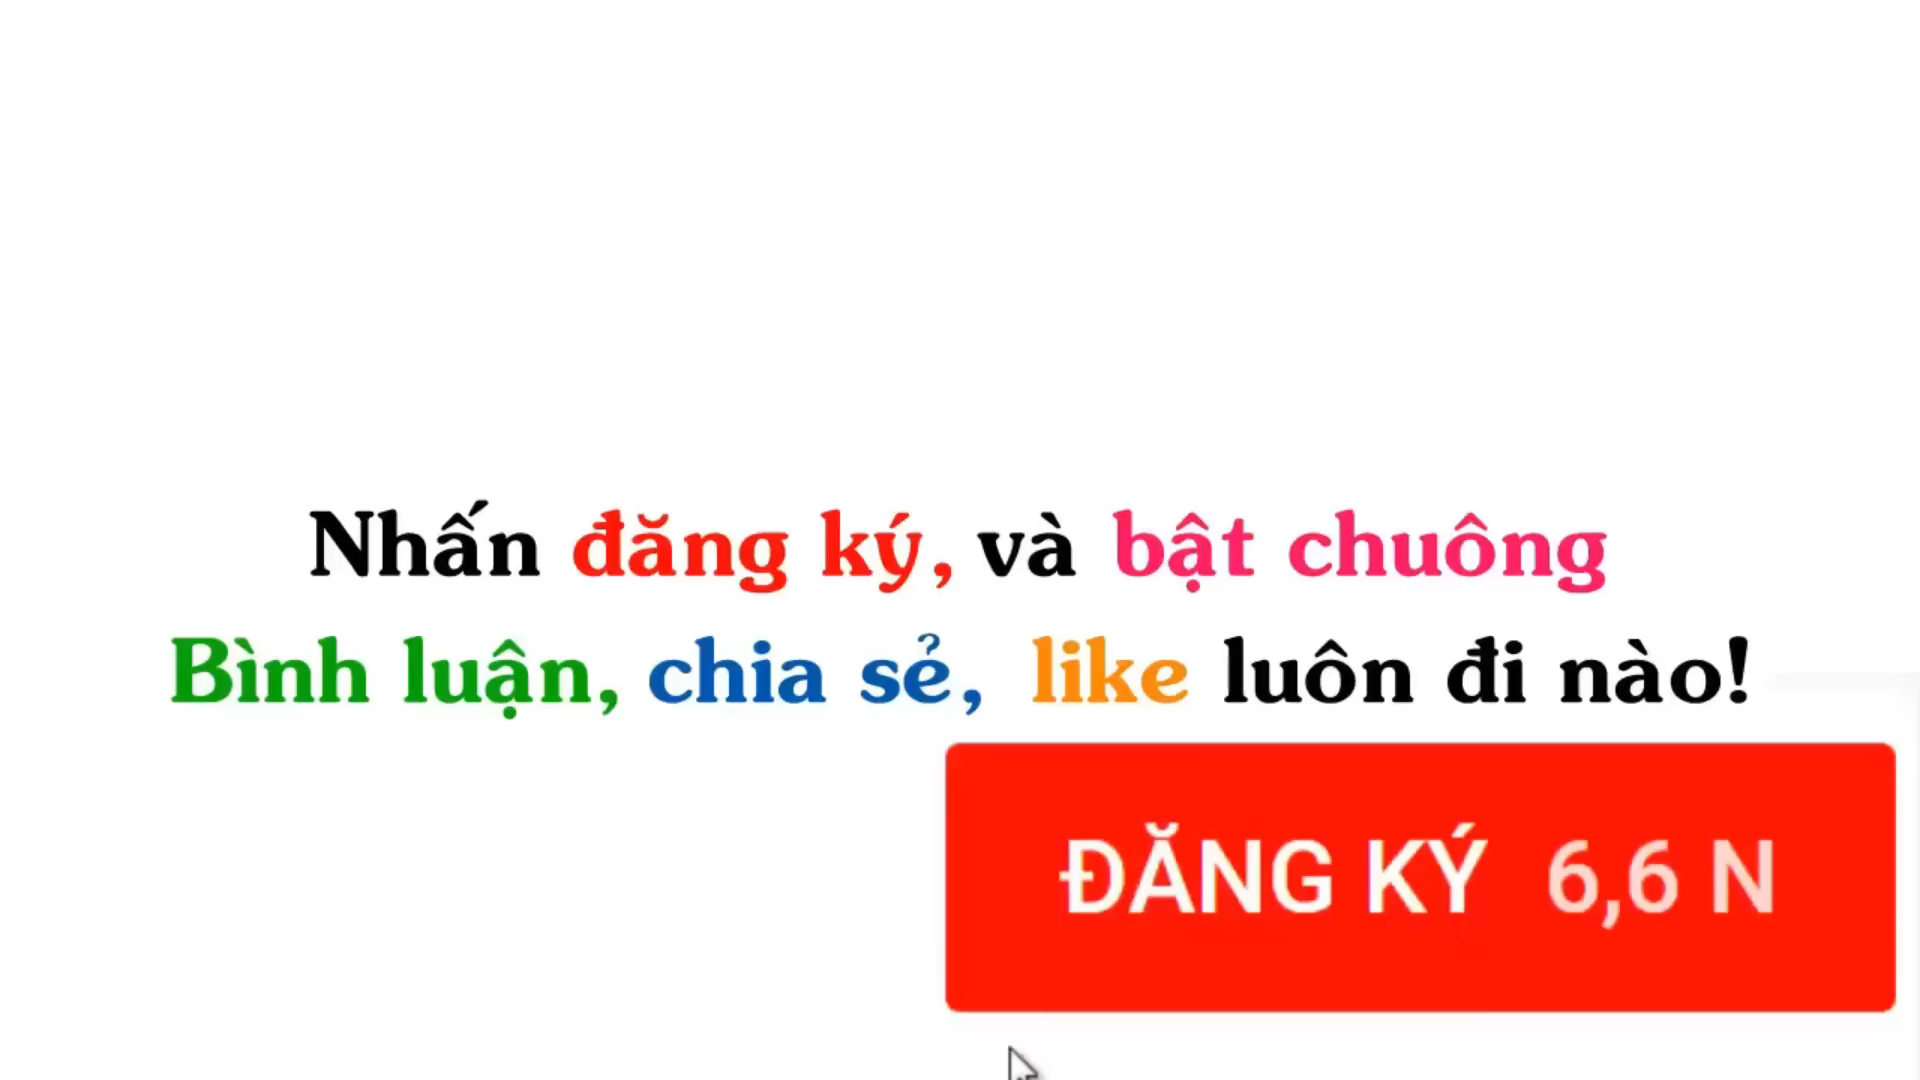 Nhấn đăng ký, và bật chuông
Bình luận, chia sẻ, like luôn đi nào!
ĐĂNG KÝ 6,6 N